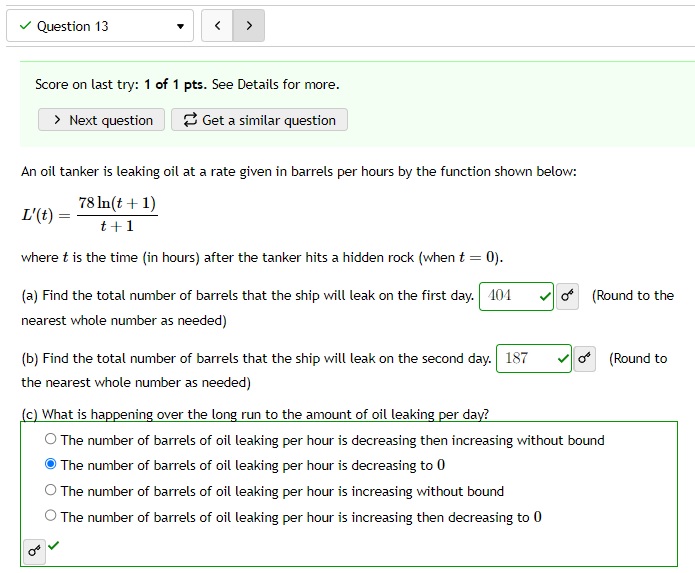 Question 13
Score on last try: 1 of 1 pts. See Details for more.
> Next question
Get a similar question
An oil tanker is leaking oil at a rate given in barrels per hours by the function shown below:
L′(t) = 78 ln(t + 1) / t + 1
where t is the time (in hours) after the tanker hits a hidden rock (when t = 0).
(a) Find the total number of barrels that the ship will leak on the first day. 404 (Round to the
nearest whole number as needed)
(b) Find the total number of barrels that the ship will leak on the second day. 187 (Round to
the nearest whole number as needed)
(c) What is happening over the long run to the amount of oil leaking per day?
The number of barrels of oil leaking per hour is decreasing then increasing without bound
The number of barrels of oil leaking per hour is decreasing to 0
The number of barrels of oil leaking per hour is increasing without bound
The number of barrels of oil leaking per hour is increasing then decreasing to 0